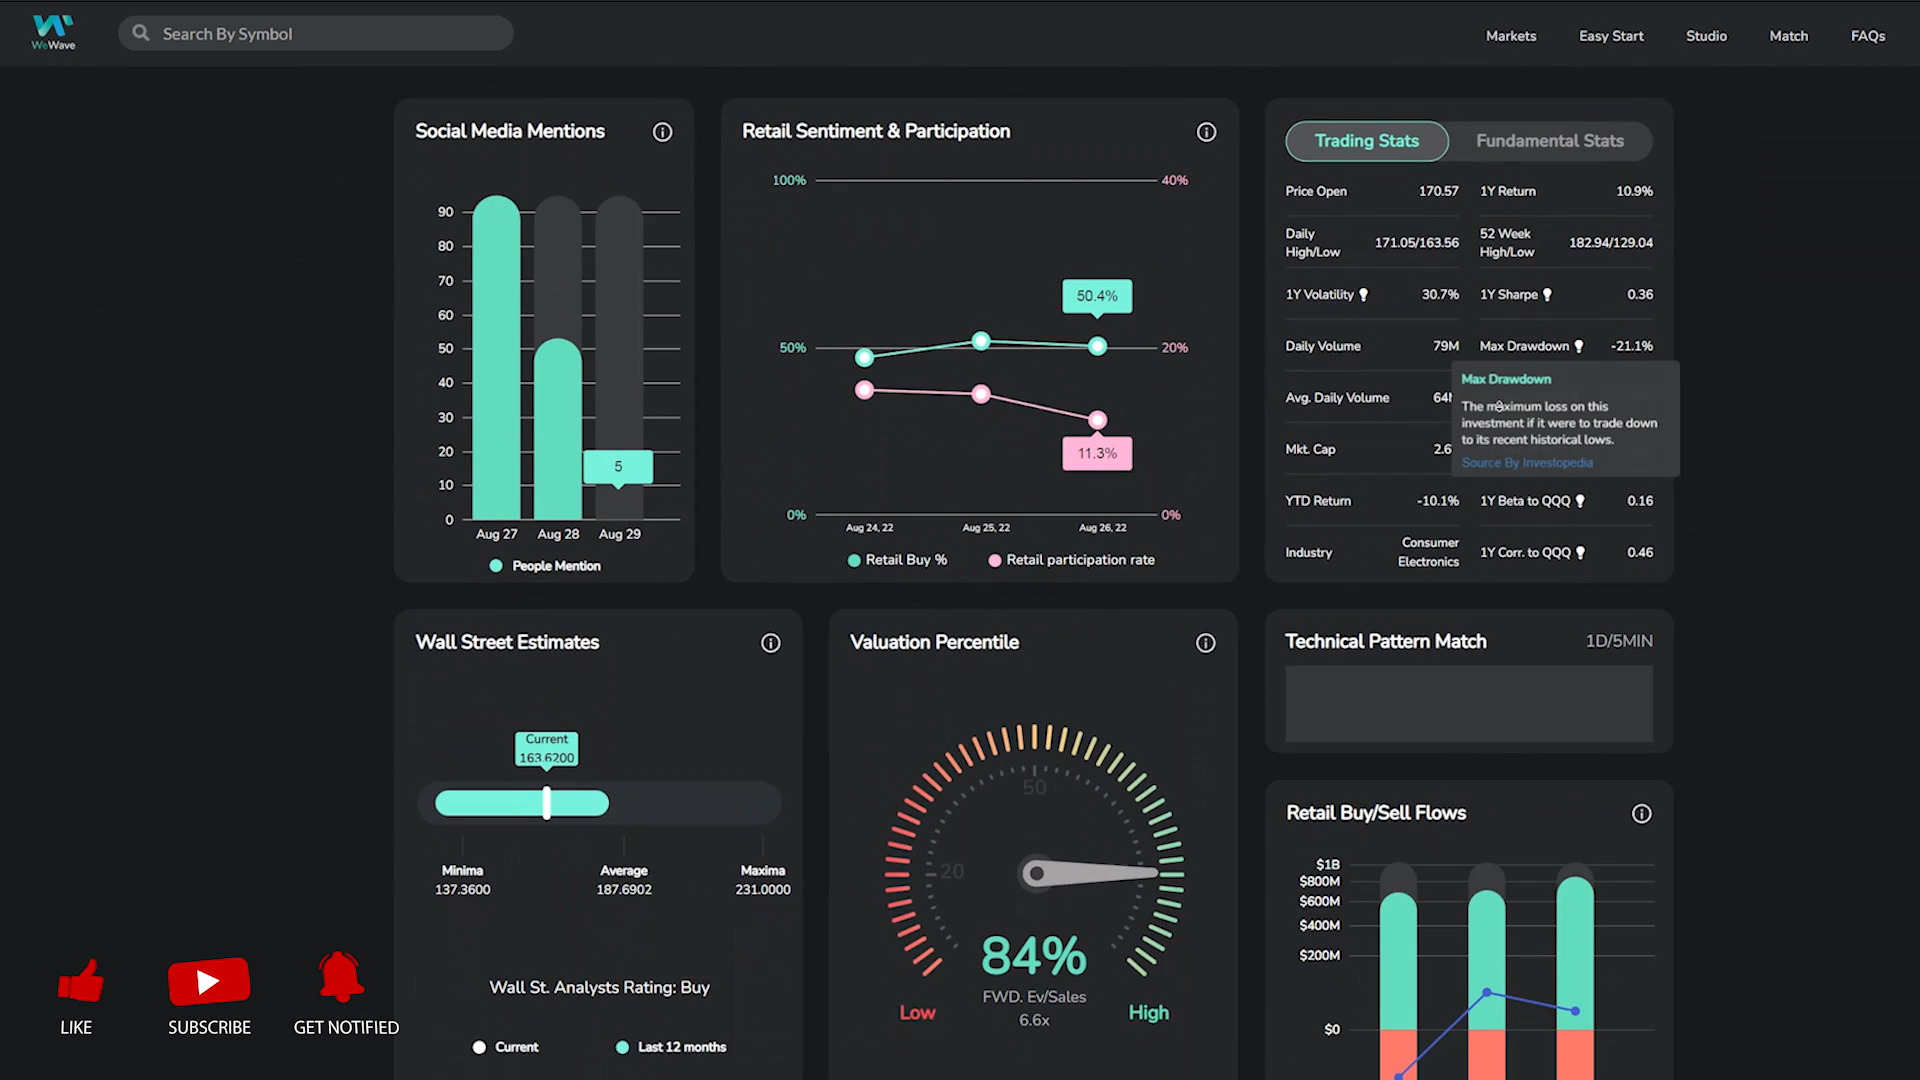 WeWave
Search By Symbol
Markets
Easy Start
Studio
Match
FAQs
Social Media Mentions
90
80
70
60
50
40
30
20
10
0
5
Aug 27
Aug 28
Aug 29
People Mention
Retail Sentiment & Participation
100%
40%
50.4%
50%
20%
11.3%
0%
0%
Aug 24, 22
Aug 25, 22
Aug 26, 22
Retail Buy %
Retail participation rate
Trading Stats
Fundamental Stats
Price Open 170.57
1Y Return 10.9%
Daily
High/Low 171.05/163.56
52 Week
High/Low 182.94/129.04
1Y Volatility 30.7%
1Y Sharpe 0.36
Daily Volume 79M
Max Drawdown -21.1%
Avg. Daily Volume
Max Drawdown
The maximum loss on this
investment if it were to trade down
to its recent historical lows.
Source By Investopedia
Mkt. Cap 2.6
YTD Return -10.1%
1Y Beta to QQQ 0.16
Industry
Consumer
Electronics
1Y Corr. to QQQ 0.46
Wall Street Estimates
Current
163.6200
Minima
137.3600
Average
187.6902
Maxima
231.0000
Wall St. Analysts Rating: Buy
Current
Last 12 months
Valuation Percentile
50
20
84%
FWD. Ev/Sales
6.6x
Low
High
Technical Pattern Match
1D/5MIN
Retail Buy/Sell Flows
$1B
$800M
$600M
$400M
$200M
$0
LIKE
SUBSCRIBE
GET NOTIFIED